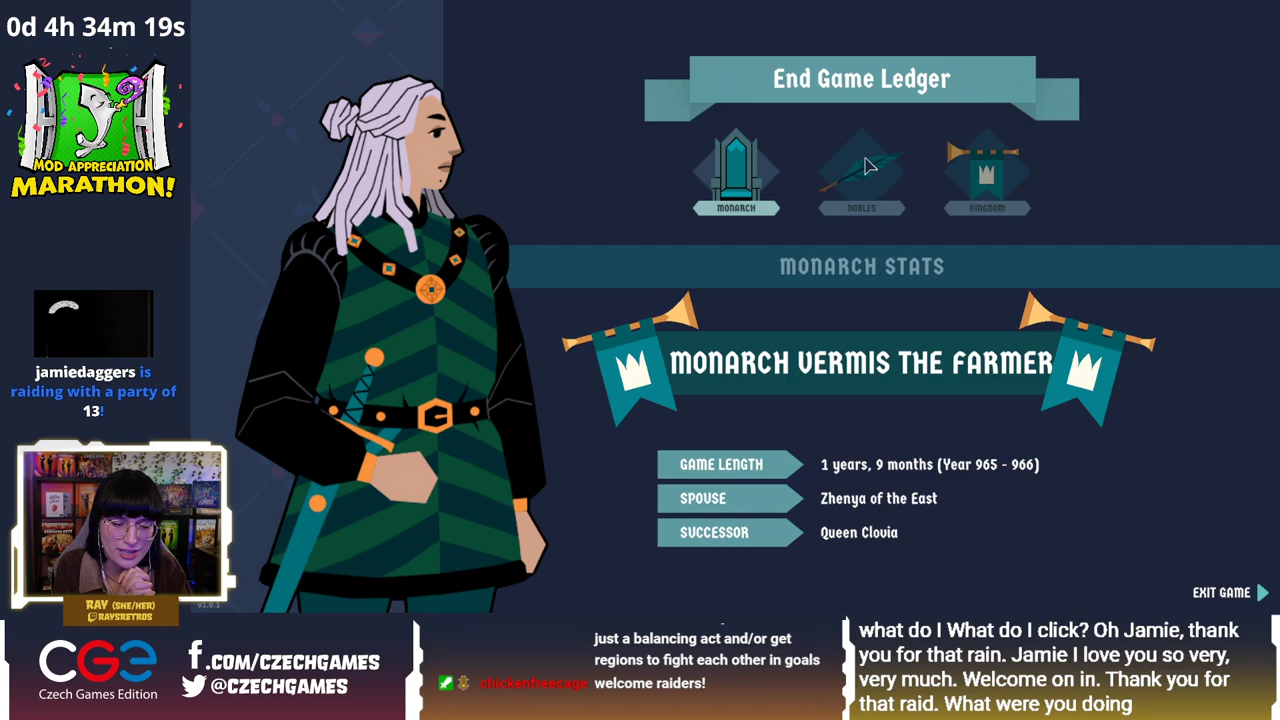 0d 4h 34m 19s
MOD APPRECIATION
MARATHON!
jamiedaggers is
raiding with a party of
13!
RAY (SHE/HER)
RAYSRETROS
V1.0.1
End Game Ledger
MONARCH
NOBLES
KINGDOM
MONARCH STATS
MONARCH VERMIS THE FARMER
GAME LENGTH
1 years, 9 months (Year 965 - 966)
SPOUSE
Zhenya of the East
SUCCESSOR
Queen Clovia
EXIT GAME
CGE
Czech Games Edition
f.COM/CZECHGAMES
@CZECHGAMES
just a balancing act and/or get
regions to fight each other in goals
chickenfreecage welcome raiders!
what do I What do I click? Oh Jamie, thank
you for that rain. Jamie I love you so very,
very much. Welcome on in. Thank you for
that raid. What were you doing